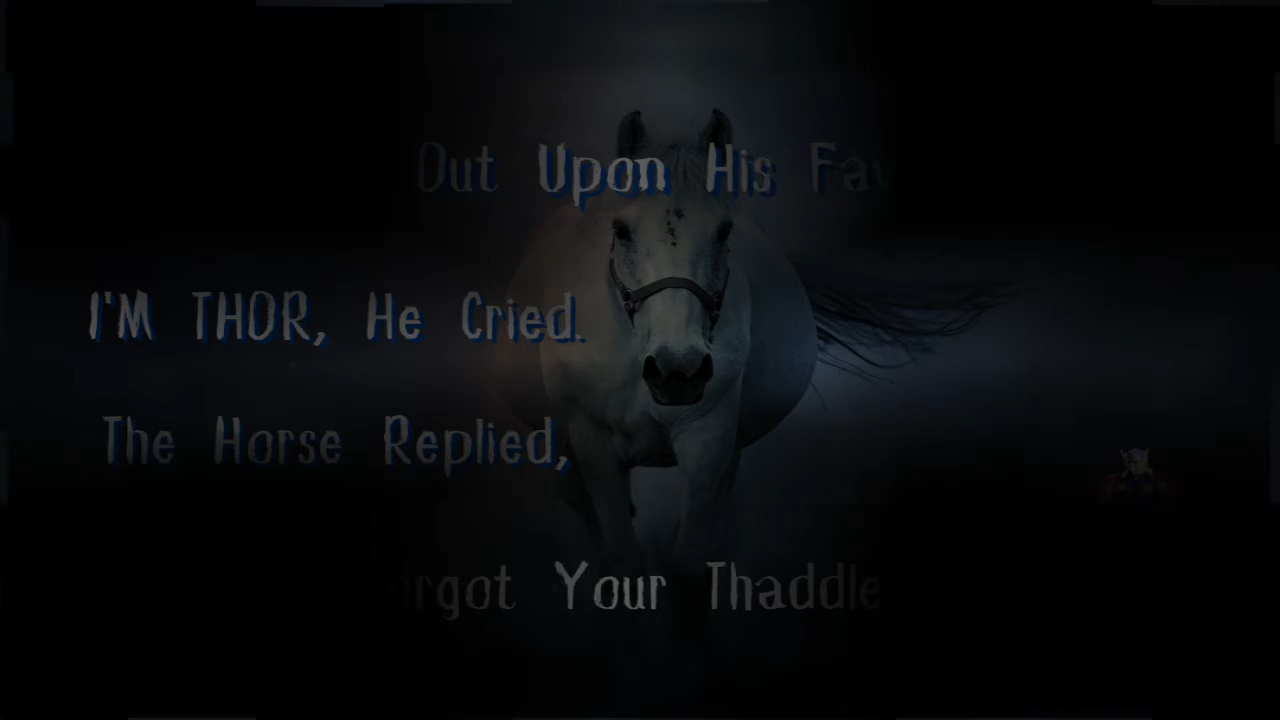 Out Upon His Fav
I'M THOR, He Cried.
The Horse Replied,
rgot Your Thaddle